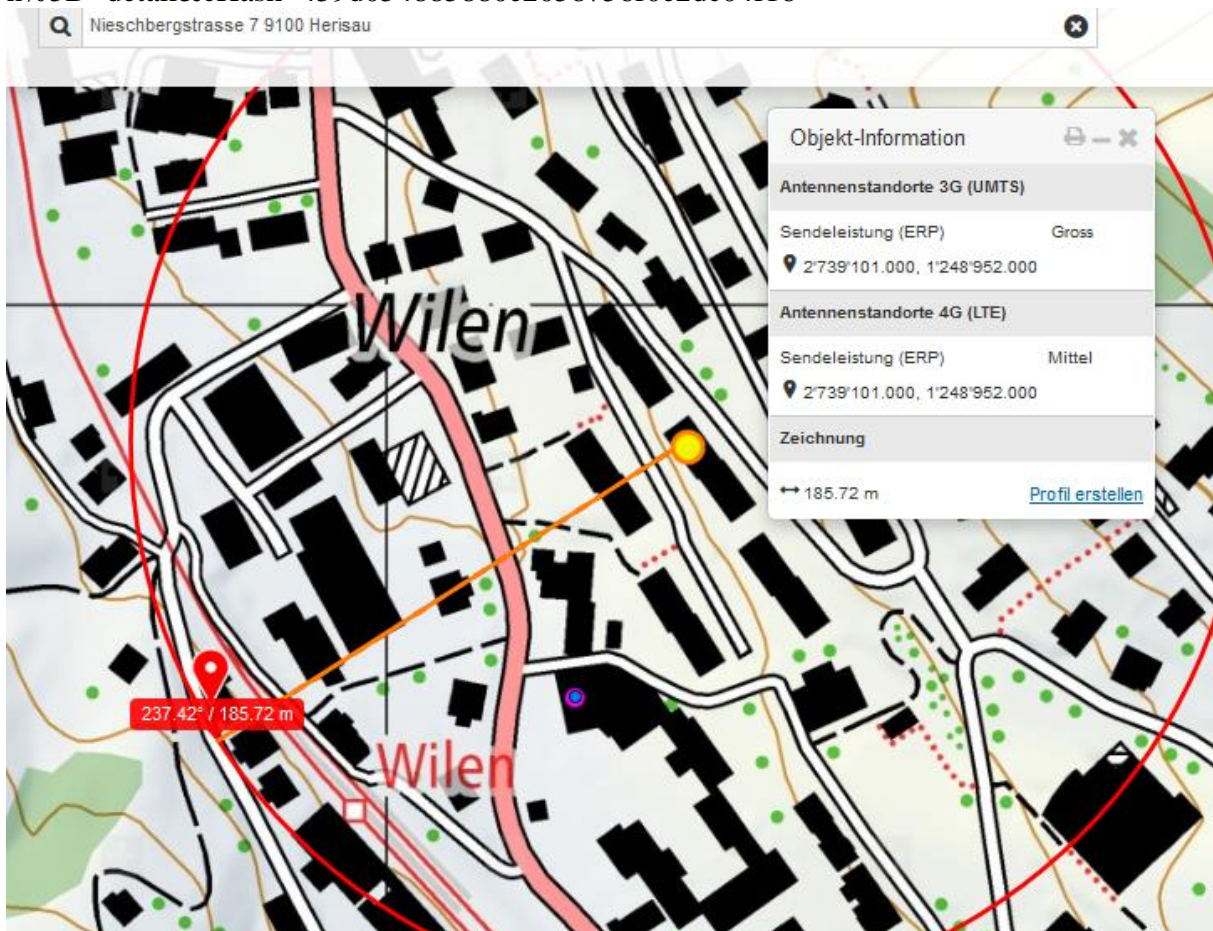 Nieschbergstrasse 7 9100 Herisau
Objekt-Information
Antennenstandorte 3G (UMTS)
Sendeleistung (ERP) Gross
2'739'101.000, 1'248'952.000
Antennenstandorte 4G (LTE)
Sendeleistung (ERP) Mittel
2'739'101.000, 1'248'952.000
Zeichnung
185.72 m Profil erstellen
Wilen
237.42° / 185.72 m
Wilen